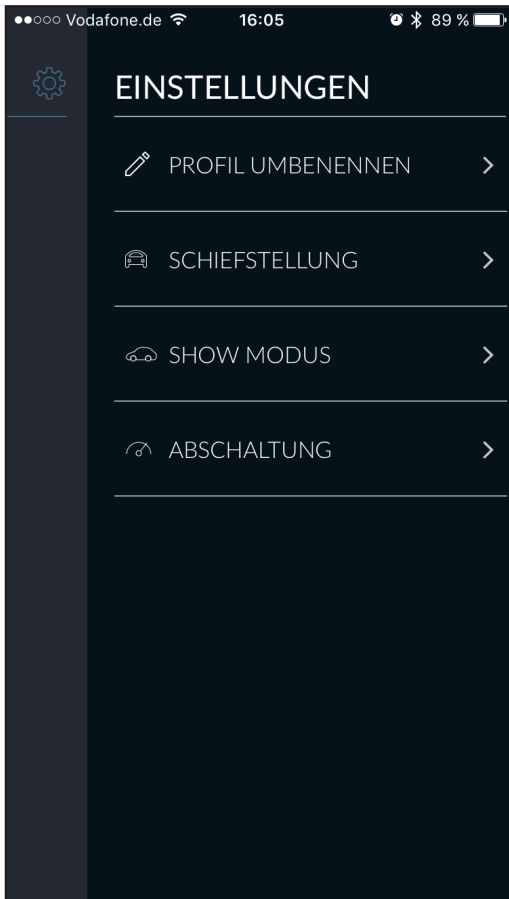 Vodafone.de 16:05 89 %
EINSTELLUNGEN
PROFIL UMBENENNEN
SCHIEFSTELLUNG
SHOW MODUS
ABSCHALTUNG